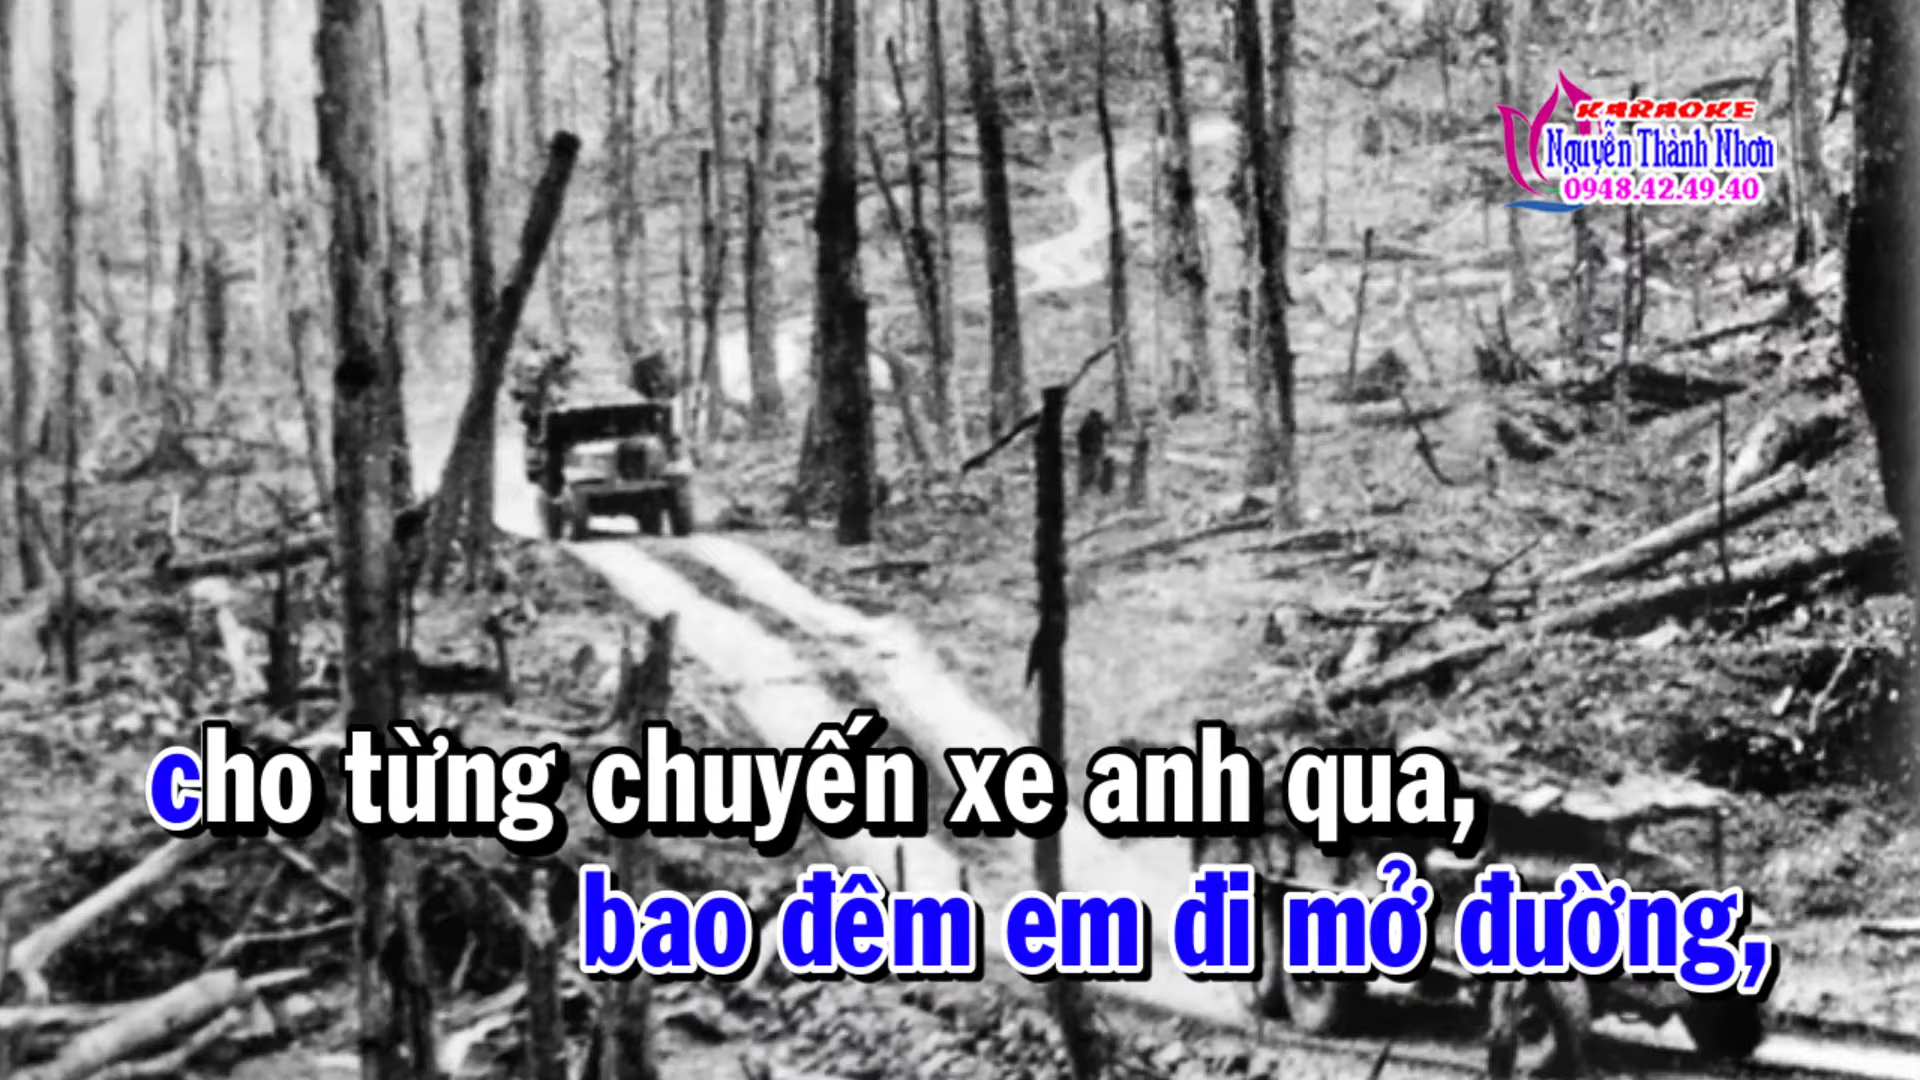 KARAOKE
Nguyễn Thành Nhơn
0948.42.49.40
cho từng chuyến xe anh qua,
bao đêm em đi mở đường,